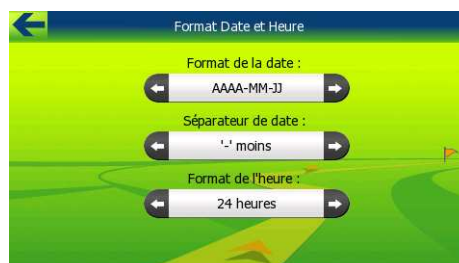 Format Date et Heure
Format de la date :
AAAA-MM-JJ
Séparateur de date :
'-' moins
Format de l'heure :
24 heures